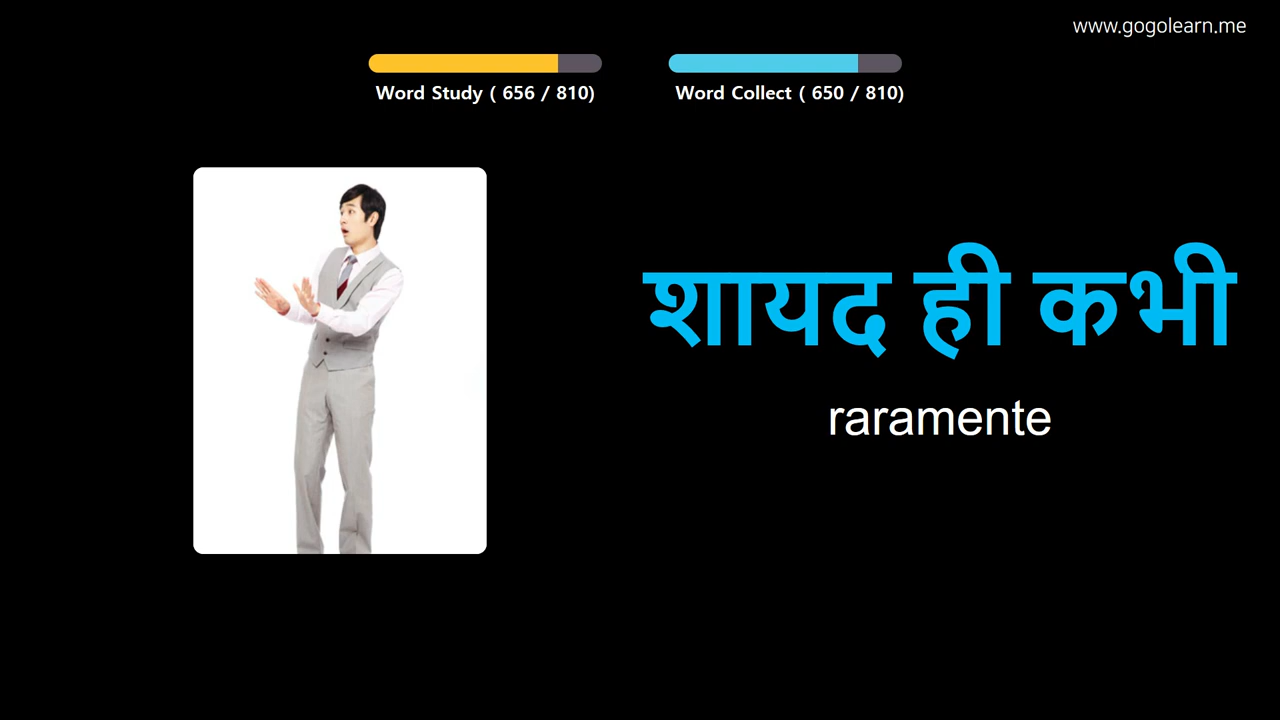 www.gogolearn.me
Word Study ( 656 / 810)
Word Collect ( 650 / 810)
शायद ही कभी
raramente